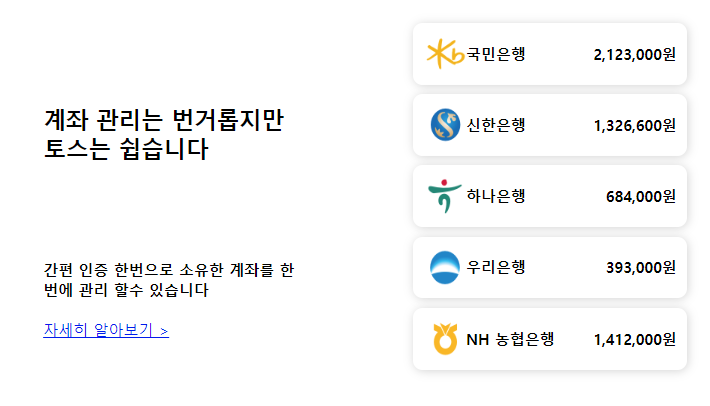 계좌 관리는 번거롭지만
토스는 쉽습니다
간편 인증 한번으로 소유한 계좌를 한
번에 관리 할수 있습니다
자세히 알아보기 >
국민은행 2,123,000원
신한은행 1,326,600원
하나은행 684,000원
우리은행 393,000원
NH 농협은행 1,412,000원